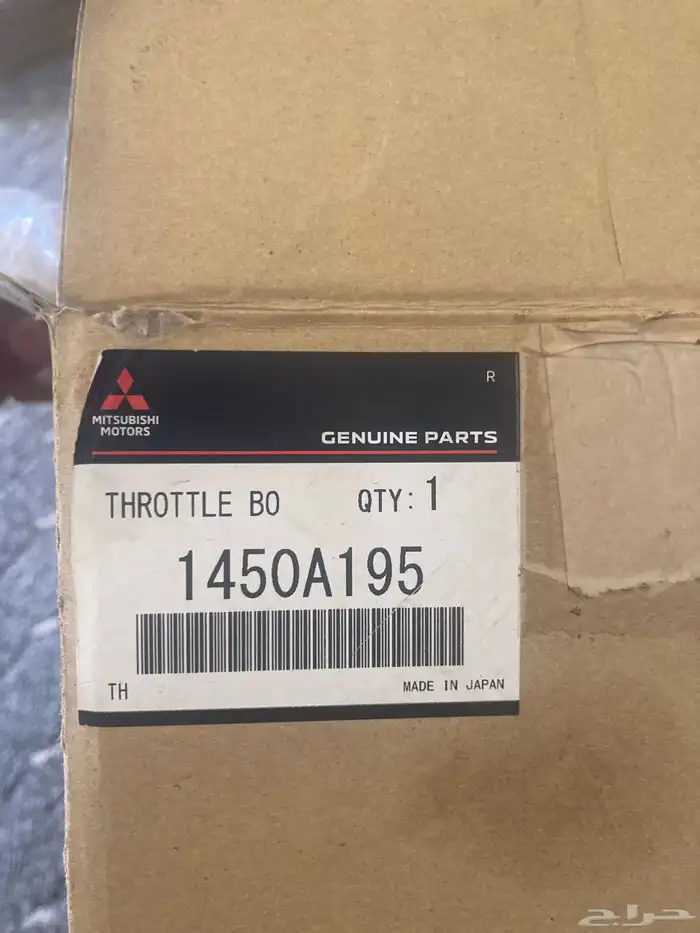 R
MITSUBISHI
MOTORS
GENUINE PARTS
THROTTLE BO QTY: 1
1450A195
TH MADE IN JAPAN
حراج